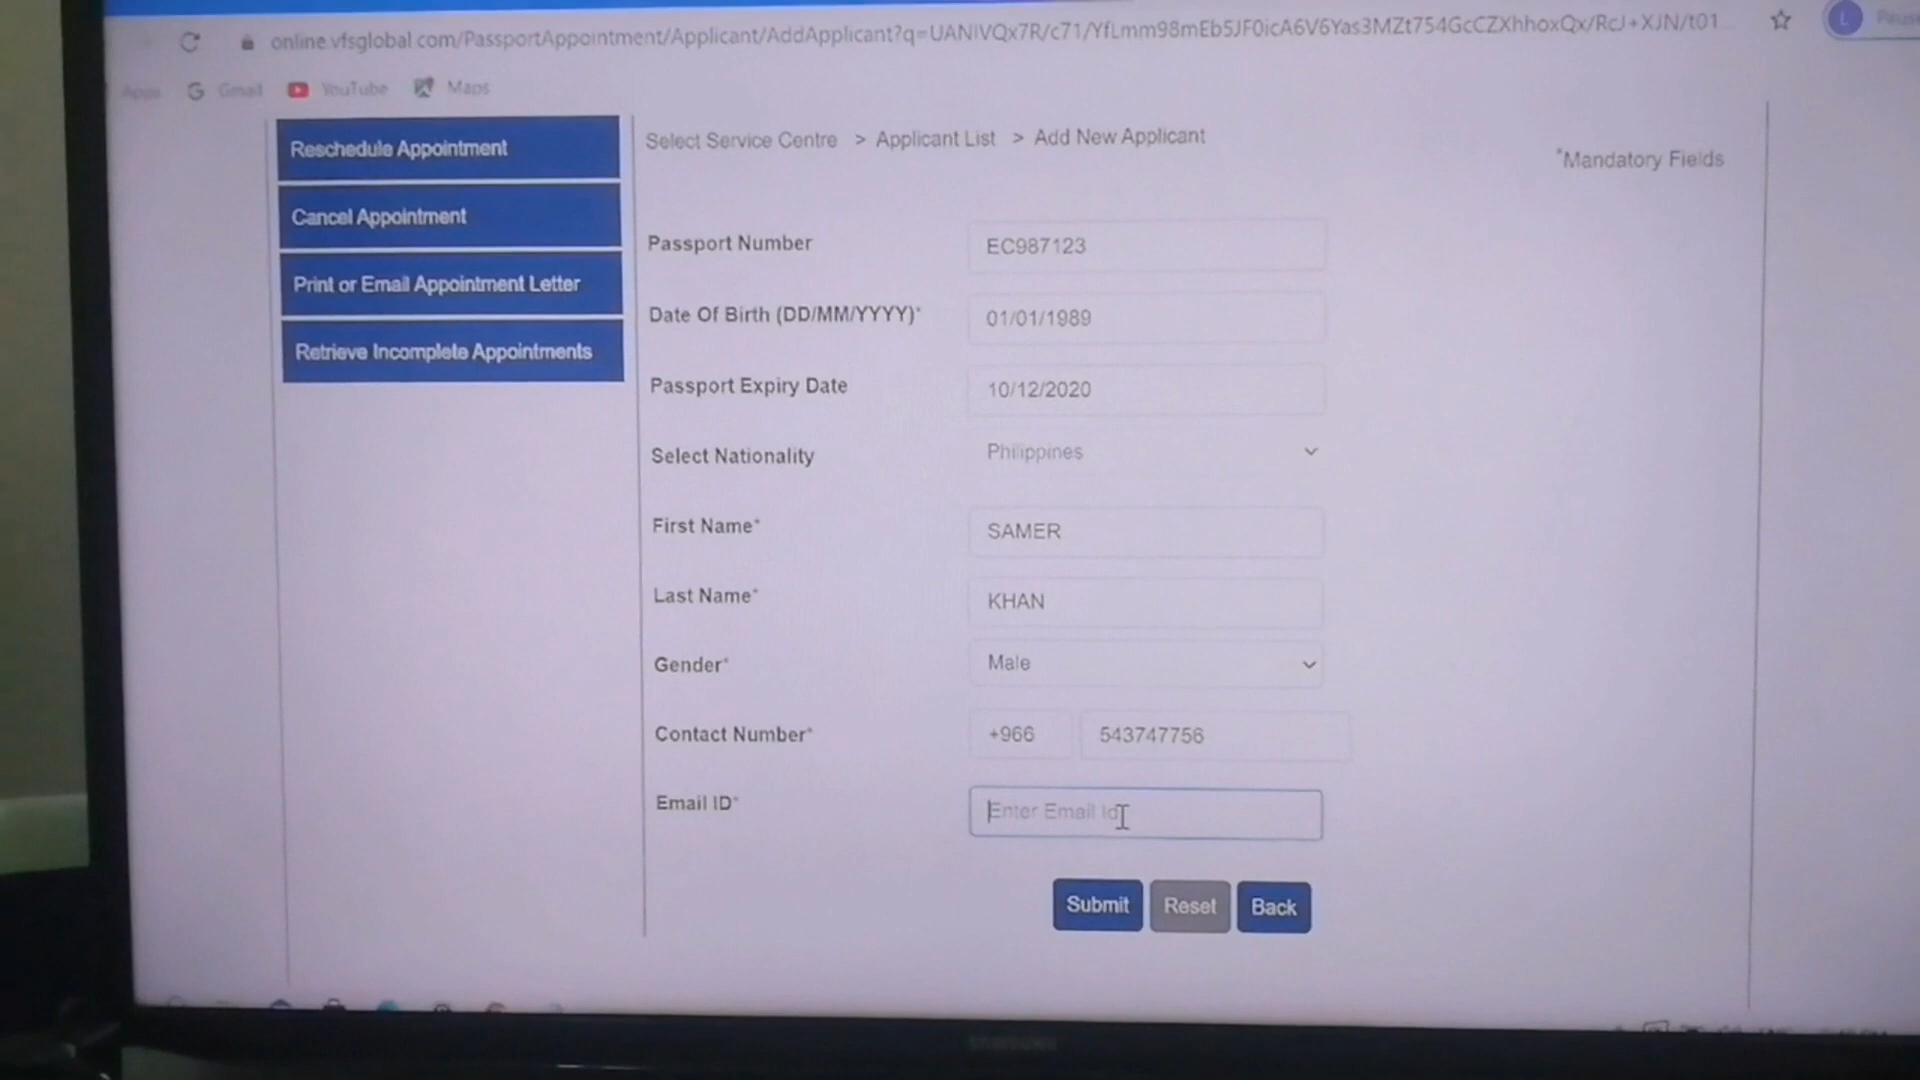 online.vfsglobal.com/PassportAppointment/Applicant/AddApplicant?q=UANIVQx7R/c71/YfLmm98mEb5JF0icA6V6Yas3MZt754GcCZXhhoxQx/RcJ+XJN/t01...
L
Apps Gmail YouTube Maps
Reschedule Appointment
Cancel Appointment
Print or Email Appointment Letter
Retrieve Incomplete Appointments
Select Service Centre > Applicant List > Add New Applicant
*Mandatory Fields
Passport Number EC987123
Date Of Birth (DD/MM/YYYY)* 01/01/1989
Passport Expiry Date 10/12/2020
Select Nationality Philippines
First Name* SAMER
Last Name* KHAN
Gender* Male
Contact Number* +966 543747756
Email ID* Enter Email Id
Submit Reset Back
SAMSUNG